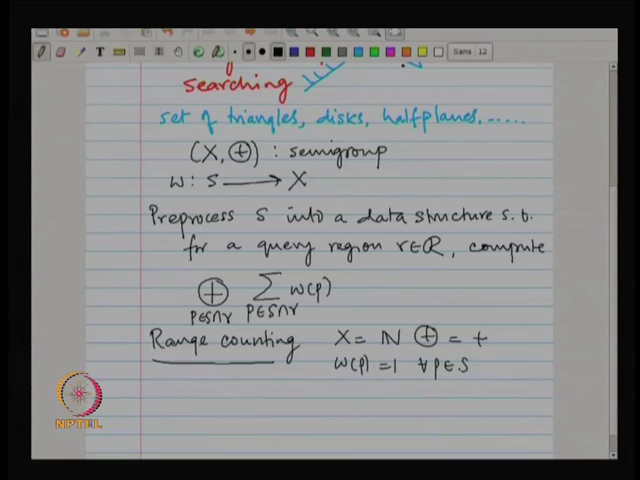 Sans 12
searching
set of triangles, disks, halfplanes, ......
(X, ⊕) : semigroup
w: S ⟶ X
Preprocess S into a data structure s.t.
for a query region r∈R, compute
⊕ p∈S∩r ∑ p∈S∩r w(p)
Range counting X = ℕ ⊕ = +
w(p) = 1 ∀ p ∈ S
NPTEL